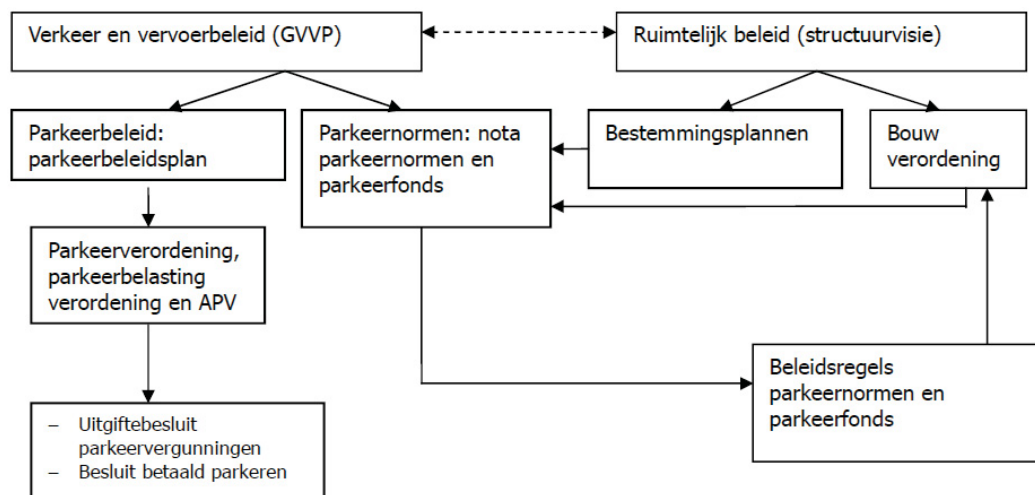 Verkeer en vervoerbeleid (GVVP)
Ruimtelijk beleid (structuurvisie)
Parkeerbeleid:
parkeerbeleidsplan
Parkeernormen: nota
parkeernormen en
parkeerfonds
Bestemmingsplannen
Bouw
verordening
Parkeerverordening,
parkeerbelasting
verordening en APV
Beleidsregels
parkeernormen en
parkeerfonds
– Uitgiftebesluit
parkeervergunningen
– Besluit betaald parkeren